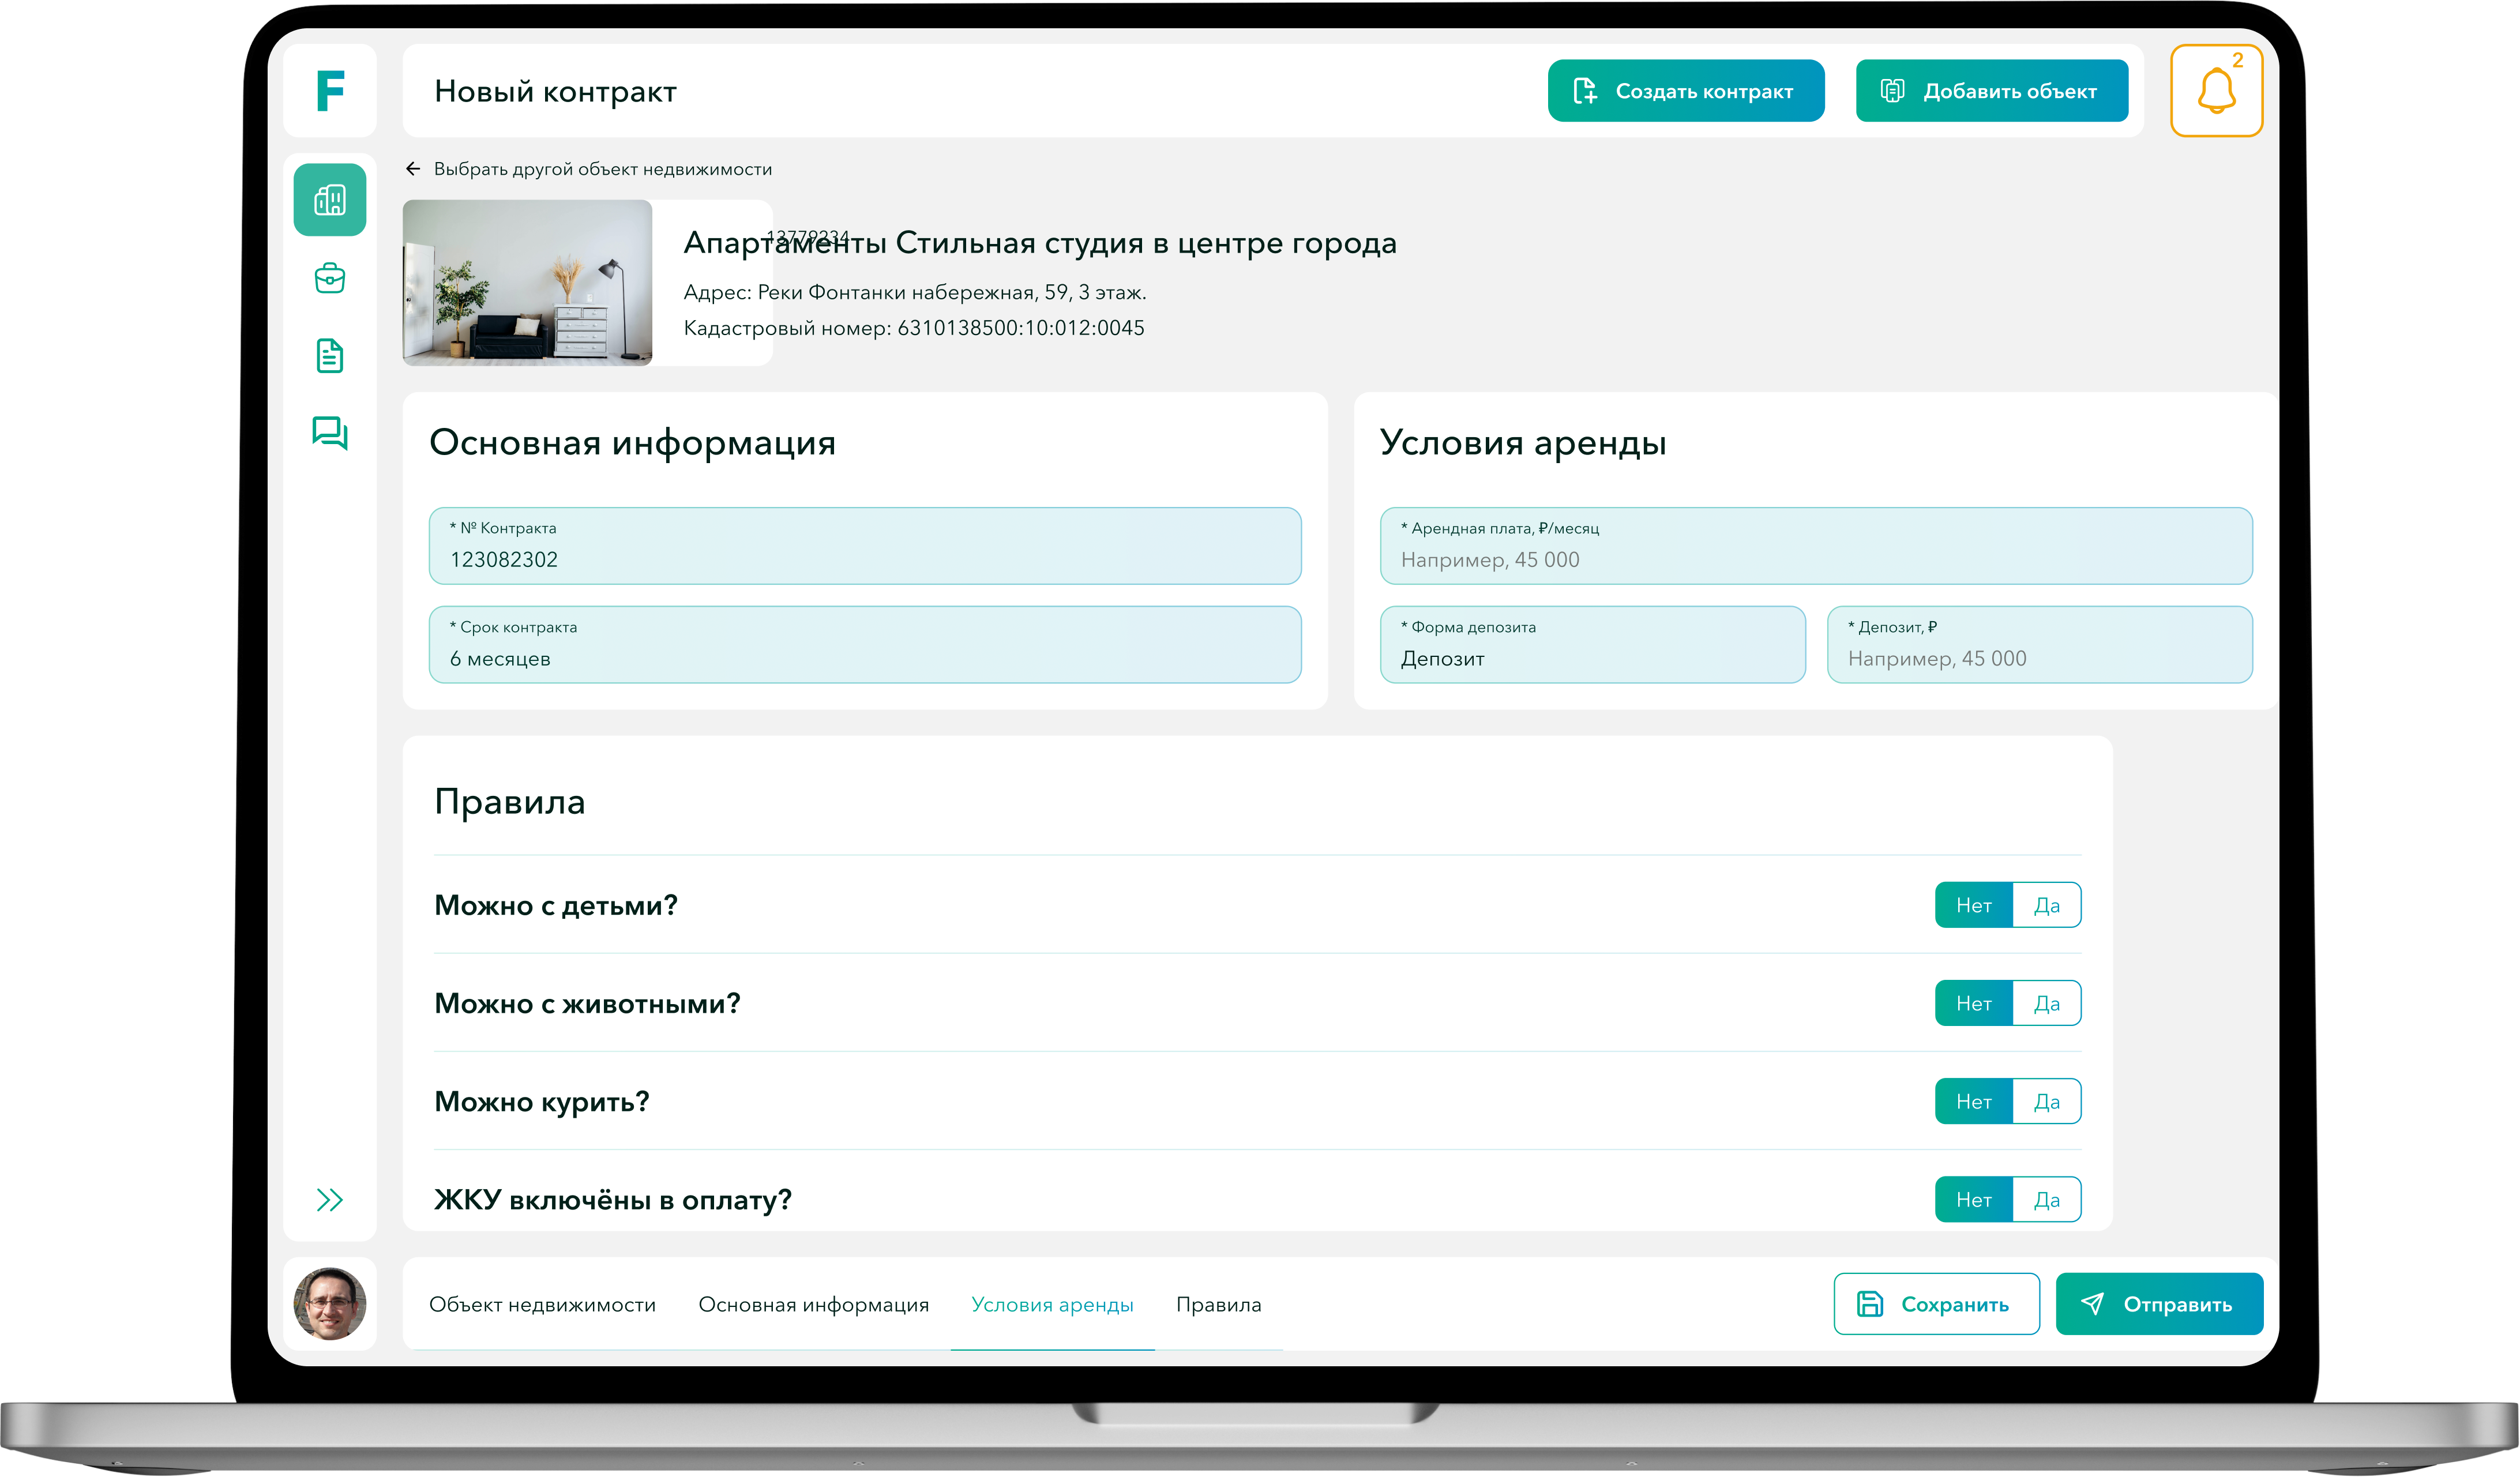 F
Новый контракт
Создать контракт
Добавить объект
2
Выбрать другой объект недвижимости
13779234
Апартаменты Стильная студия в центре города
Адрес: Реки Фонтанки набережная, 59, 3 этаж.
Кадастровый номер: 6310138500:10:012:0045
Основная информация
* № Контракта
123082302
* Срок контракта
6 месяцев
Условия аренды
* Арендная плата, ₽/месяц
Например, 45 000
* Форма депозита
Депозит
* Депозит, ₽
Например, 45 000
Правила
Можно с детьми?
Нет Да
Можно с животными?
Нет Да
Можно курить?
Нет Да
ЖКУ включёны в оплату?
Нет Да
Объект недвижимости
Основная информация
Условия аренды
Правила
Сохранить
Отправить